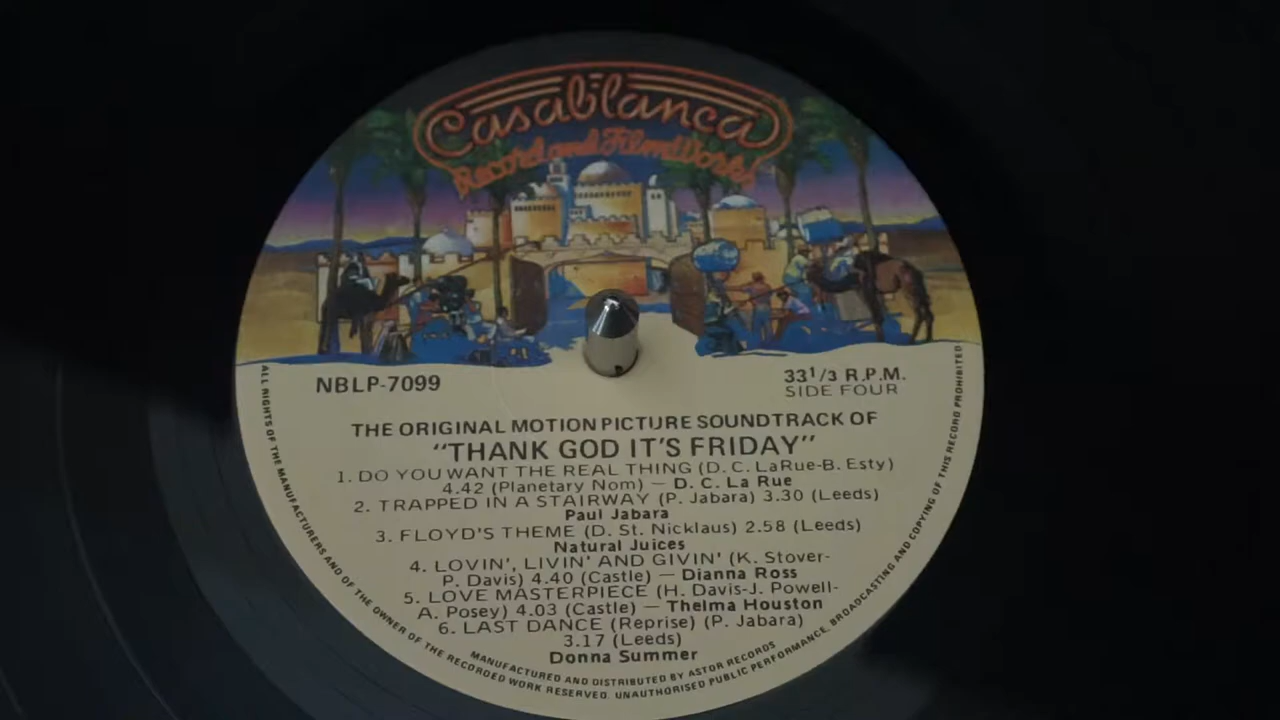 Casablanca
Record and FilmWorks
NBLP-7099
33 1/3 R.P.M.
SIDE FOUR
THE ORIGINAL MOTION PICTURE SOUNDTRACK OF
"THANK GOD IT'S FRIDAY"
1. DO YOU WANT THE REAL THING (D. C. LaRue-B. Esty)
4.42 (Planetary Nom) — D. C. La Rue
2. TRAPPED IN A STAIRWAY (P. Jabara) 3.30 (Leeds)
Paul Jabara
3. FLOYD'S THEME (D. St. Nicklaus) 2.58 (Leeds)
Natural Juices
4. LOVIN', LIVIN' AND GIVIN' (K. Stover-
P. Davis) 4.40 (Castle) — Dianna Ross
5. LOVE MASTERPIECE (H. Davis-J. Powell-
A. Posey) 4.03 (Castle) — Thelma Houston
6. LAST DANCE (Reprise) (P. Jabara)
3.17 (Leeds)
Donna Summer
MANUFACTURED AND DISTRIBUTED BY ASTOR RECORDS
ALL RIGHTS OF THE MANUFACTURERS AND OF THE OWNER OF THE RECORDED WORK RESERVED. UNAUTHORISED PUBLIC PERFORMANCE, BROADCASTING AND COPYING OF THIS RECORD PROHIBITED